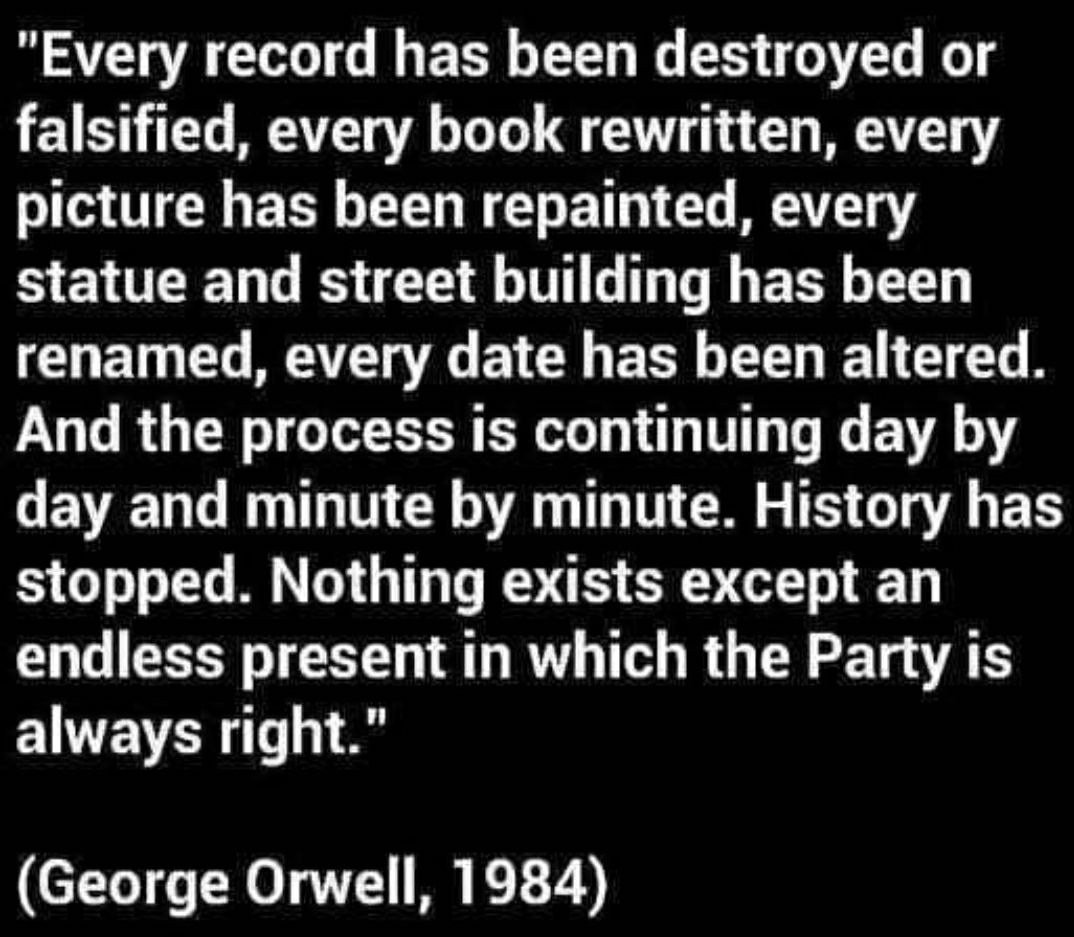 "Every record has been destroyed or
falsified, every book rewritten, every
picture has been repainted, every
statue and street building has been
renamed, every date has been altered.
And the process is continuing day by
day and minute by minute. History has
stopped. Nothing exists except an
endless present in which the Party is
always right."
(George Orwell, 1984)